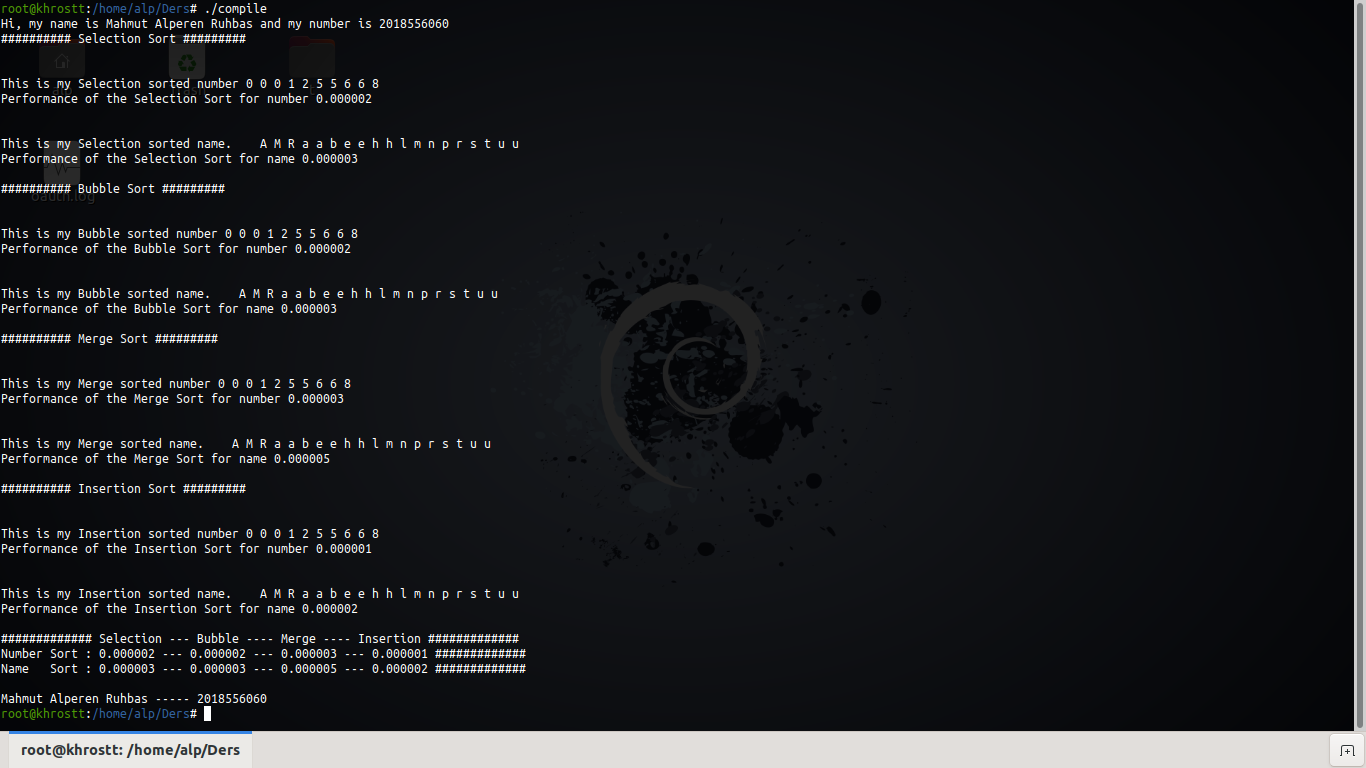 root@khrostt:/home/alp/Ders# ./compile
Hi, my name is Mahmut Alperen Ruhbas and my number is 2018556060
########## Selection Sort #########
This is my Selection sorted number 0 0 0 1 2 5 5 6 6 8
Performance of the Selection Sort for number 0.000002
This is my Selection sorted name.    A M R a a b e e h h l m n p r s t u u
Performance of the Selection Sort for name 0.000003
########## Bubble Sort #########
oauth.log
This is my Bubble sorted number 0 0 0 1 2 5 5 6 6 8
Performance of the Bubble Sort for number 0.000002
This is my Bubble sorted name.    A M R a a b e e h h l m n p r s t u u
Performance of the Bubble Sort for name 0.000003
########## Merge Sort #########
This is my Merge sorted number 0 0 0 1 2 5 5 6 6 8
Performance of the Merge Sort for number 0.000003
This is my Merge sorted name.    A M R a a b e e h h l m n p r s t u u
Performance of the Merge Sort for name 0.000005
########## Insertion Sort #########
This is my Insertion sorted number 0 0 0 1 2 5 5 6 6 8
Performance of the Insertion Sort for number 0.000001
This is my Insertion sorted name.    A M R a a b e e h h l m n p r s t u u
Performance of the Insertion Sort for name 0.000002
############# Selection --- Bubble ---- Merge ---- Insertion #############
Number Sort : 0.000002 --- 0.000002 --- 0.000003 --- 0.000001 #############
Name   Sort : 0.000003 --- 0.000003 --- 0.000005 --- 0.000002 #############
Mahmut Alperen Ruhbas ----- 2018556060
root@khrostt:/home/alp/Ders#
root@khrostt: /home/alp/Ders